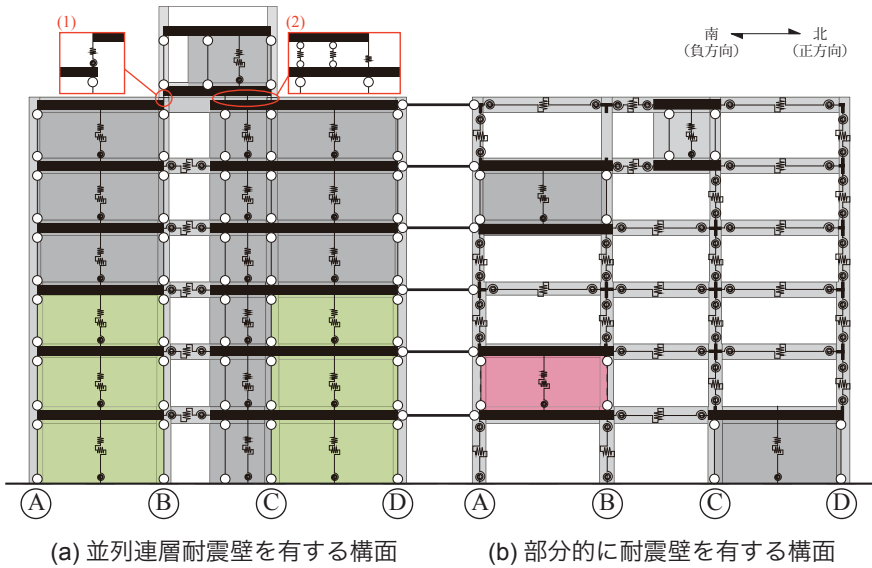 (1)
(2)
南
(負方向)
北
(正方向)
A B C D A B C D
(a) 並列連層耐震壁を有する構面
(b) 部分的に耐震壁を有する構面